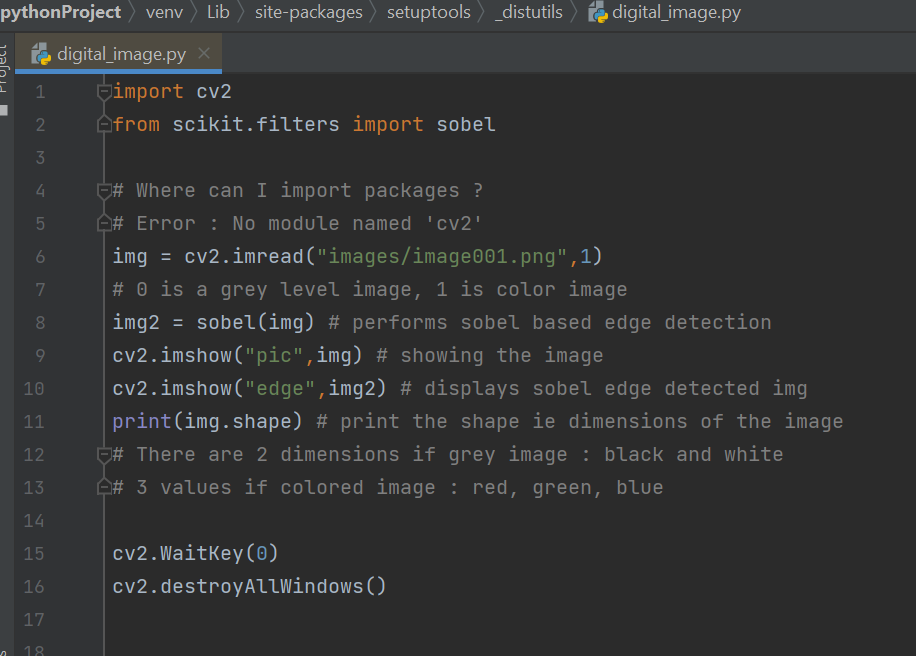 pythonProject 〉 venv 〉 Lib 〉 site-packages 〉 setuptools 〉 _distutils 〉 digital_image.py
Project
digital_image.py ×
1 import cv2
2 from scikit.filters import sobel
3
4 # Where can I import packages ?
5 # Error : No module named 'cv2'
6 img = cv2.imread("images/image001.png",1)
7 # 0 is a grey level image, 1 is color image
8 img2 = sobel(img) # performs sobel based edge detection
9 cv2.imshow("pic",img) # showing the image
10 cv2.imshow("edge",img2) # displays sobel edge detected img
11 print(img.shape) # print the shape ie dimensions of the image
12 # There are 2 dimensions if grey image : black and white
13 # 3 values if colored image : red, green, blue
14
15 cv2.WaitKey(0)
16 cv2.destroyAllWindows()
17
18